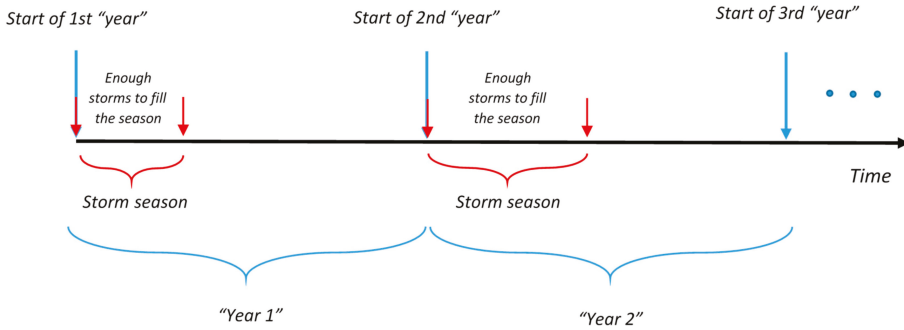 Start of 1st “year”
Start of 2nd “year”
Start of 3rd “year”
Enough
storms to fill
the season
Enough
storms to fill
the season
Time
Storm season
Storm season
“Year 1”
“Year 2”